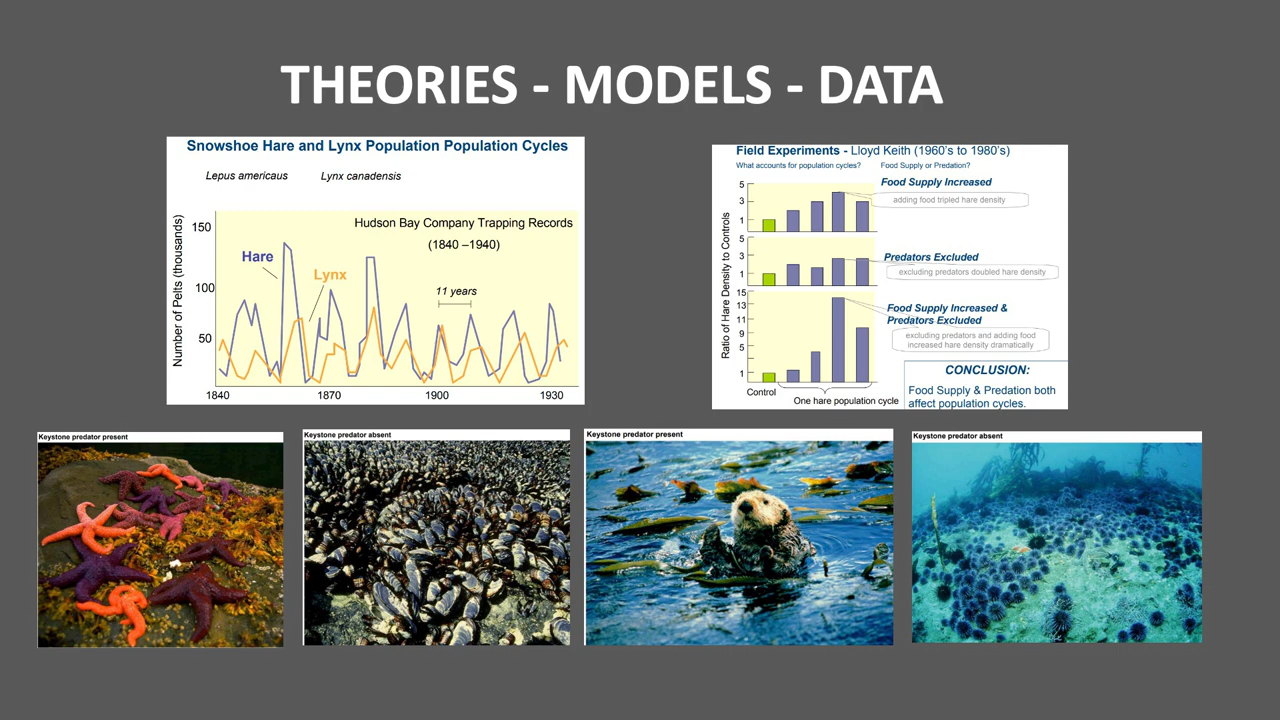 THEORIES - MODELS - DATA
Snowshoe Hare and Lynx Population Population Cycles
Lepus americaus
Lynx canadensis
Number of Pelts (thousands)
150
100
50
Hudson Bay Company Trapping Records
(1840 –1940)
Hare
Lynx
11 years
1840
1870
1900
1930
Field Experiments - Lloyd Keith (1960's to 1980's)
What accounts for population cycles?
Food Supply or Predation?
Ratio of Hare Density to Controls
5
3
1
Food Supply Increased
adding food tripled hare density
5
3
1
Predators Excluded
excluding predators doubled hare density
15
13
11
9
5
1
Food Supply Increased &
Predators Excluded
excluding predators and adding food
increased hare density dramatically
Control
One hare population cycle
CONCLUSION:
Food Supply & Predation both
affect population cycles.
Keystone predator present
Keystone predator absent
Keystone predator present
Keystone predator absent